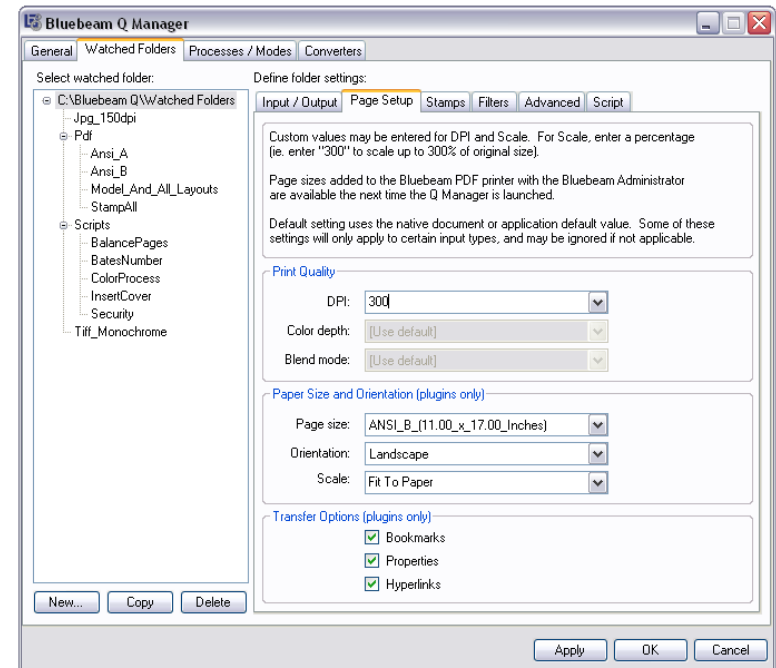 Bluebeam Q Manager
General Watched Folders Processes / Modes Converters
Select watched folder:
C:\Bluebeam Q\Watched Folders
Jpg_150dpi
Pdf
Ansi_A
Ansi_B
Model_And_All_Layouts
StampAll
Scripts
BalancePages
BatesNumber
ColorProcess
InsertCover
Security
Tiff_Monochrome
New... Copy Delete
Define folder settings:
Input / Output Page Setup Stamps Filters Advanced Script
Custom values may be entered for DPI and Scale. For Scale, enter a percentage
(ie. enter "300" to scale up to 300% of original size).
Page sizes added to the Bluebeam PDF printer with the Bluebeam Administrator
are available the next time the Q Manager is launched.
Default setting uses the native document or application default value. Some of these
settings will only apply to certain input types, and may be ignored if not applicable.
Print Quality
DPI: 300
Color depth: [Use default]
Blend mode: [Use default]
Paper Size and Orientation (plugins only)
Page size: ANSI_B_(11.00_x_17.00_Inches)
Orientation: Landscape
Scale: Fit To Paper
Transfer Options (plugins only)
Bookmarks
Properties
Hyperlinks
Apply OK Cancel